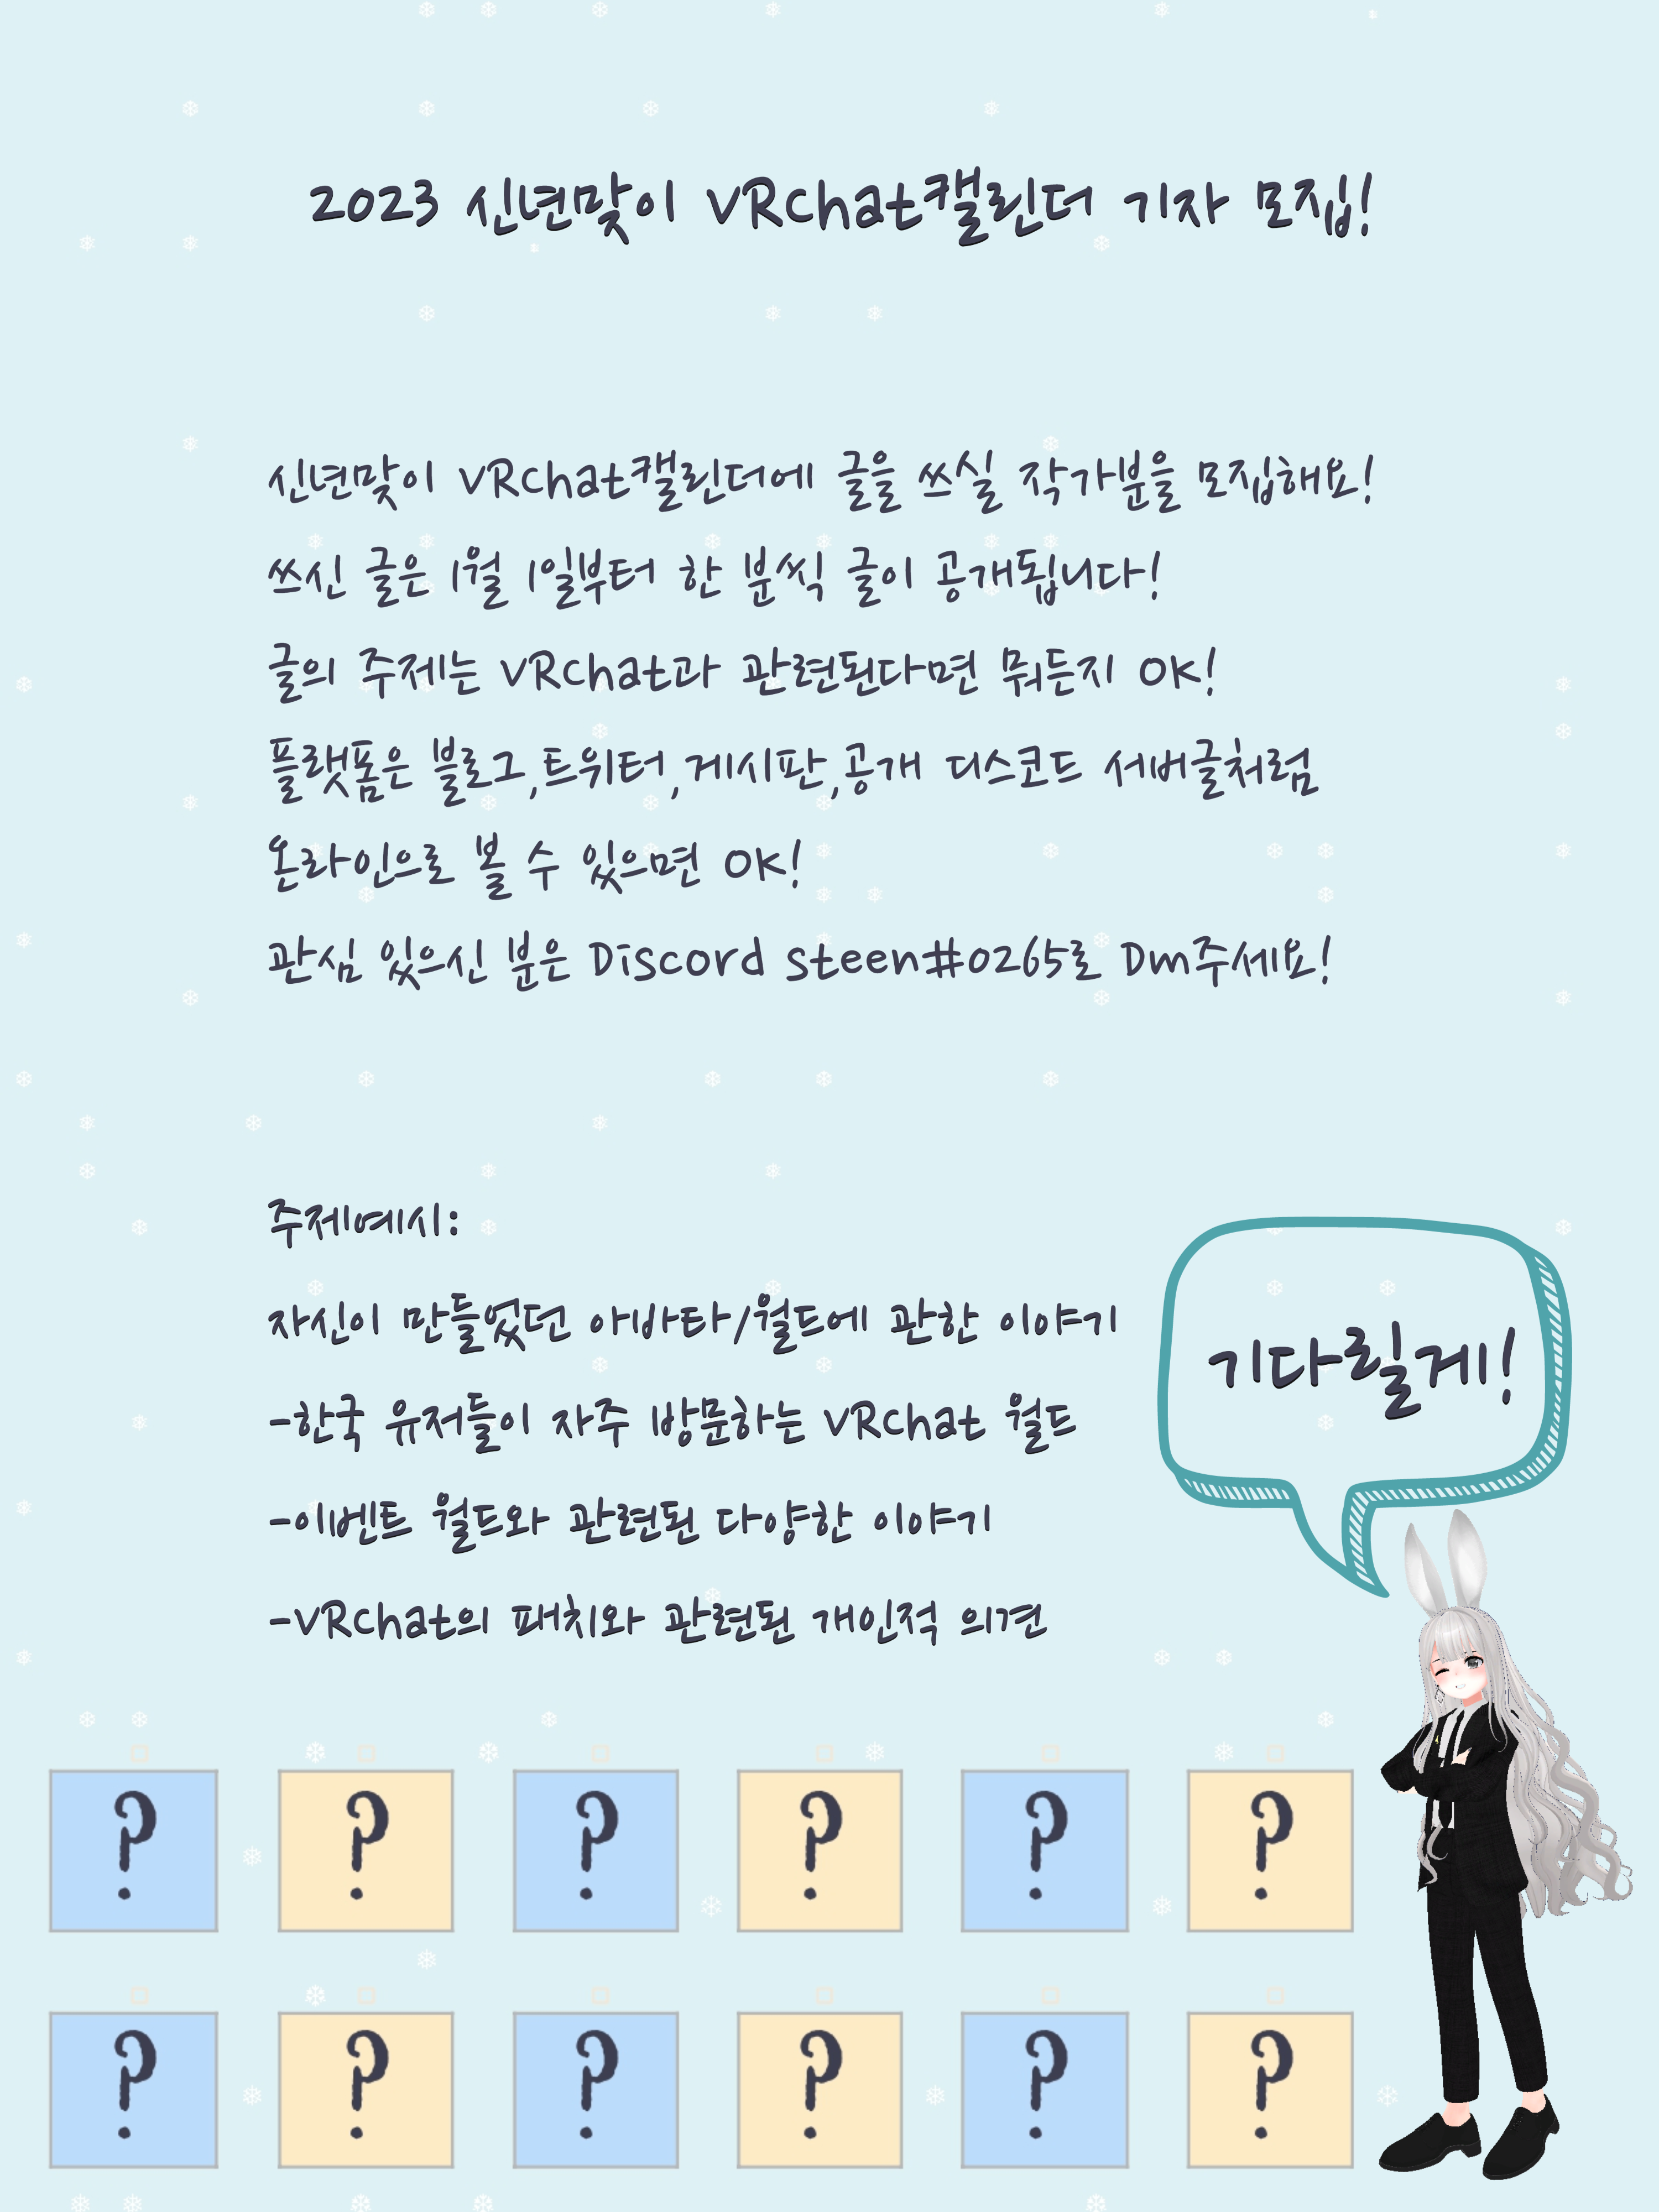 2023 신년맞이 VRchat캘린더 기자 모집!
신년맞이 VRchat캘린더에 글을 쓰실 작가분을 모집해요!
쓰신 글은 1월 1일부터 한 분씩 글이 공개됩니다!
글의 주제는 VRchat과 관련된다면 뭐든지 OK!
플랫폼은 블로그,트위터,게시판,공개 디스코드 서버글처럼
온라인으로 볼 수 있으면 OK!
관심 있으신 분은 Discord steen#0265로 Dm주세요!
주제예시:
자신이 만들었던 아바타/월드에 관한 이야기
-한국 유저들이 자주 방문하는 VRchat 월드
-이벤트 월드와 관련된 다양한 이야기
-VRchat의 패치와 관련된 개인적 의견
기다릴게!
? ? ? ? ? ?
? ? ? ? ? ?